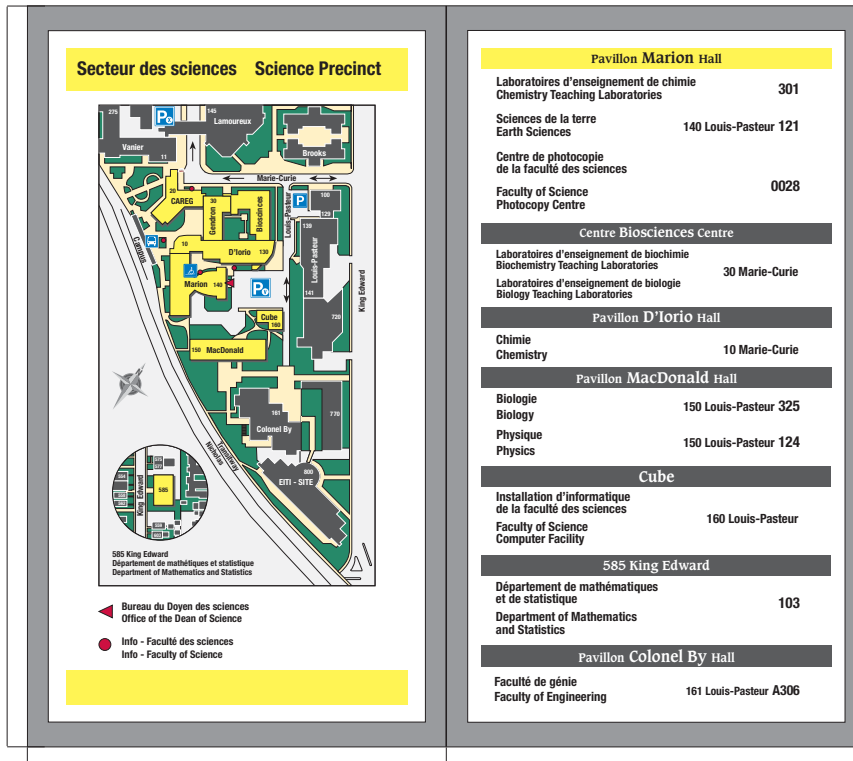 Secteur des sciences Science Precinct
275
145
Lamoureux
Vanier
11
Brooks
Marie-Curie
20
CAREG
30
Gendron
Biosciences
Louis-Pasteur
100
129
139
Campus
10
D'Iorio
130
Louis-Pasteur
Marion
140
141
King Edward
Cube
160
720
150
MacDonald
161
Colonel By
770
Transitway
Nicholas
800
EITI - SITE
King Edward
585
585 King Edward
Département de mathétiques et statistique
Department of Mathematics and Statistics
Bureau du Doyen des sciences
Office of the Dean of Science
Info - Faculté des sciences
Info - Faculty of Science
Pavillon Marion Hall
Laboratoires d'enseignement de chimie
Chemistry Teaching Laboratories
301
Sciences de la terre
Earth Sciences
140 Louis-Pasteur 121
Centre de photocopie
de la faculté des sciences
Faculty of Science
Photocopy Centre
0028
Centre Biosciences Centre
Laboratoires d'enseignement de biochimie
Biochemistry Teaching Laboratories
Laboratoires d'enseignement de biologie
Biology Teaching Laboratories
30 Marie-Curie
Pavillon D'Iorio Hall
Chimie
Chemistry
10 Marie-Curie
Pavillon MacDonald Hall
Biologie
Biology
150 Louis-Pasteur 325
Physique
Physics
150 Louis-Pasteur 124
Cube
Installation d'informatique
de la faculté des sciences
Faculty of Science
Computer Facility
160 Louis-Pasteur
585 King Edward
Département de mathématiques
et de statistique
Department of Mathematics
and Statistics
103
Pavillon Colonel By Hall
Faculté de génie
Faculty of Engineering
161 Louis-Pasteur A306